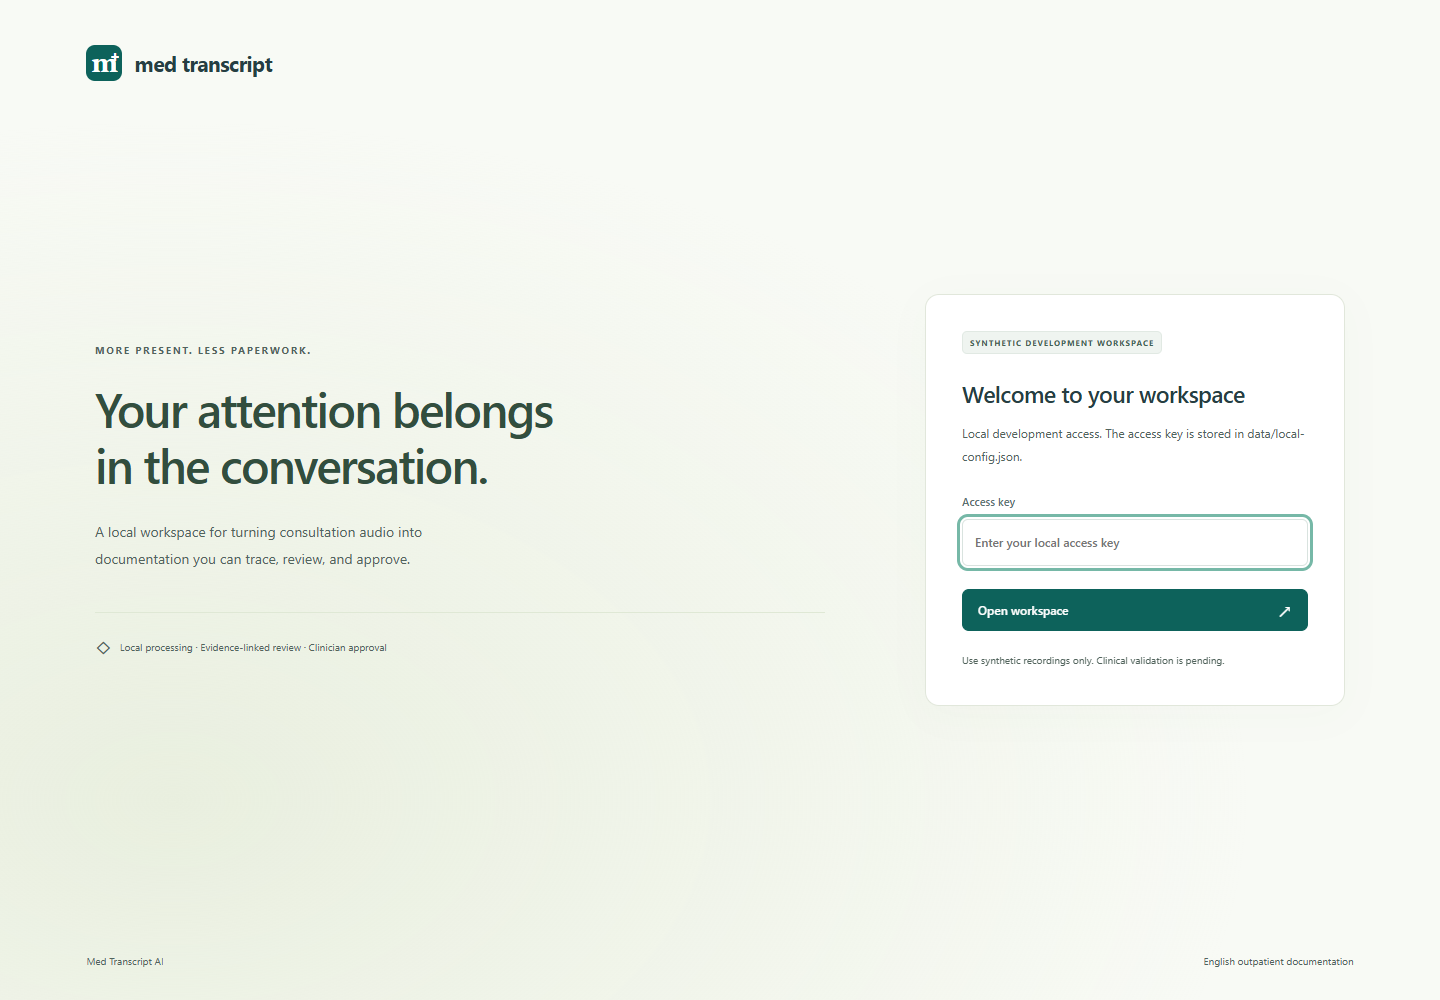 med transcript
MORE PRESENT. LESS PAPERWORK.
Your attention belongs
in the conversation.
A local workspace for turning consultation audio into
documentation you can trace, review, and approve.
Local processing · Evidence-linked review · Clinician approval
SYNTHETIC DEVELOPMENT WORKSPACE
Welcome to your workspace
Local development access. The access key is stored in data/local-
config.json.
Access key
Enter your local access key
Open workspace ↗
Use synthetic recordings only. Clinical validation is pending.
Med Transcript AI
English outpatient documentation